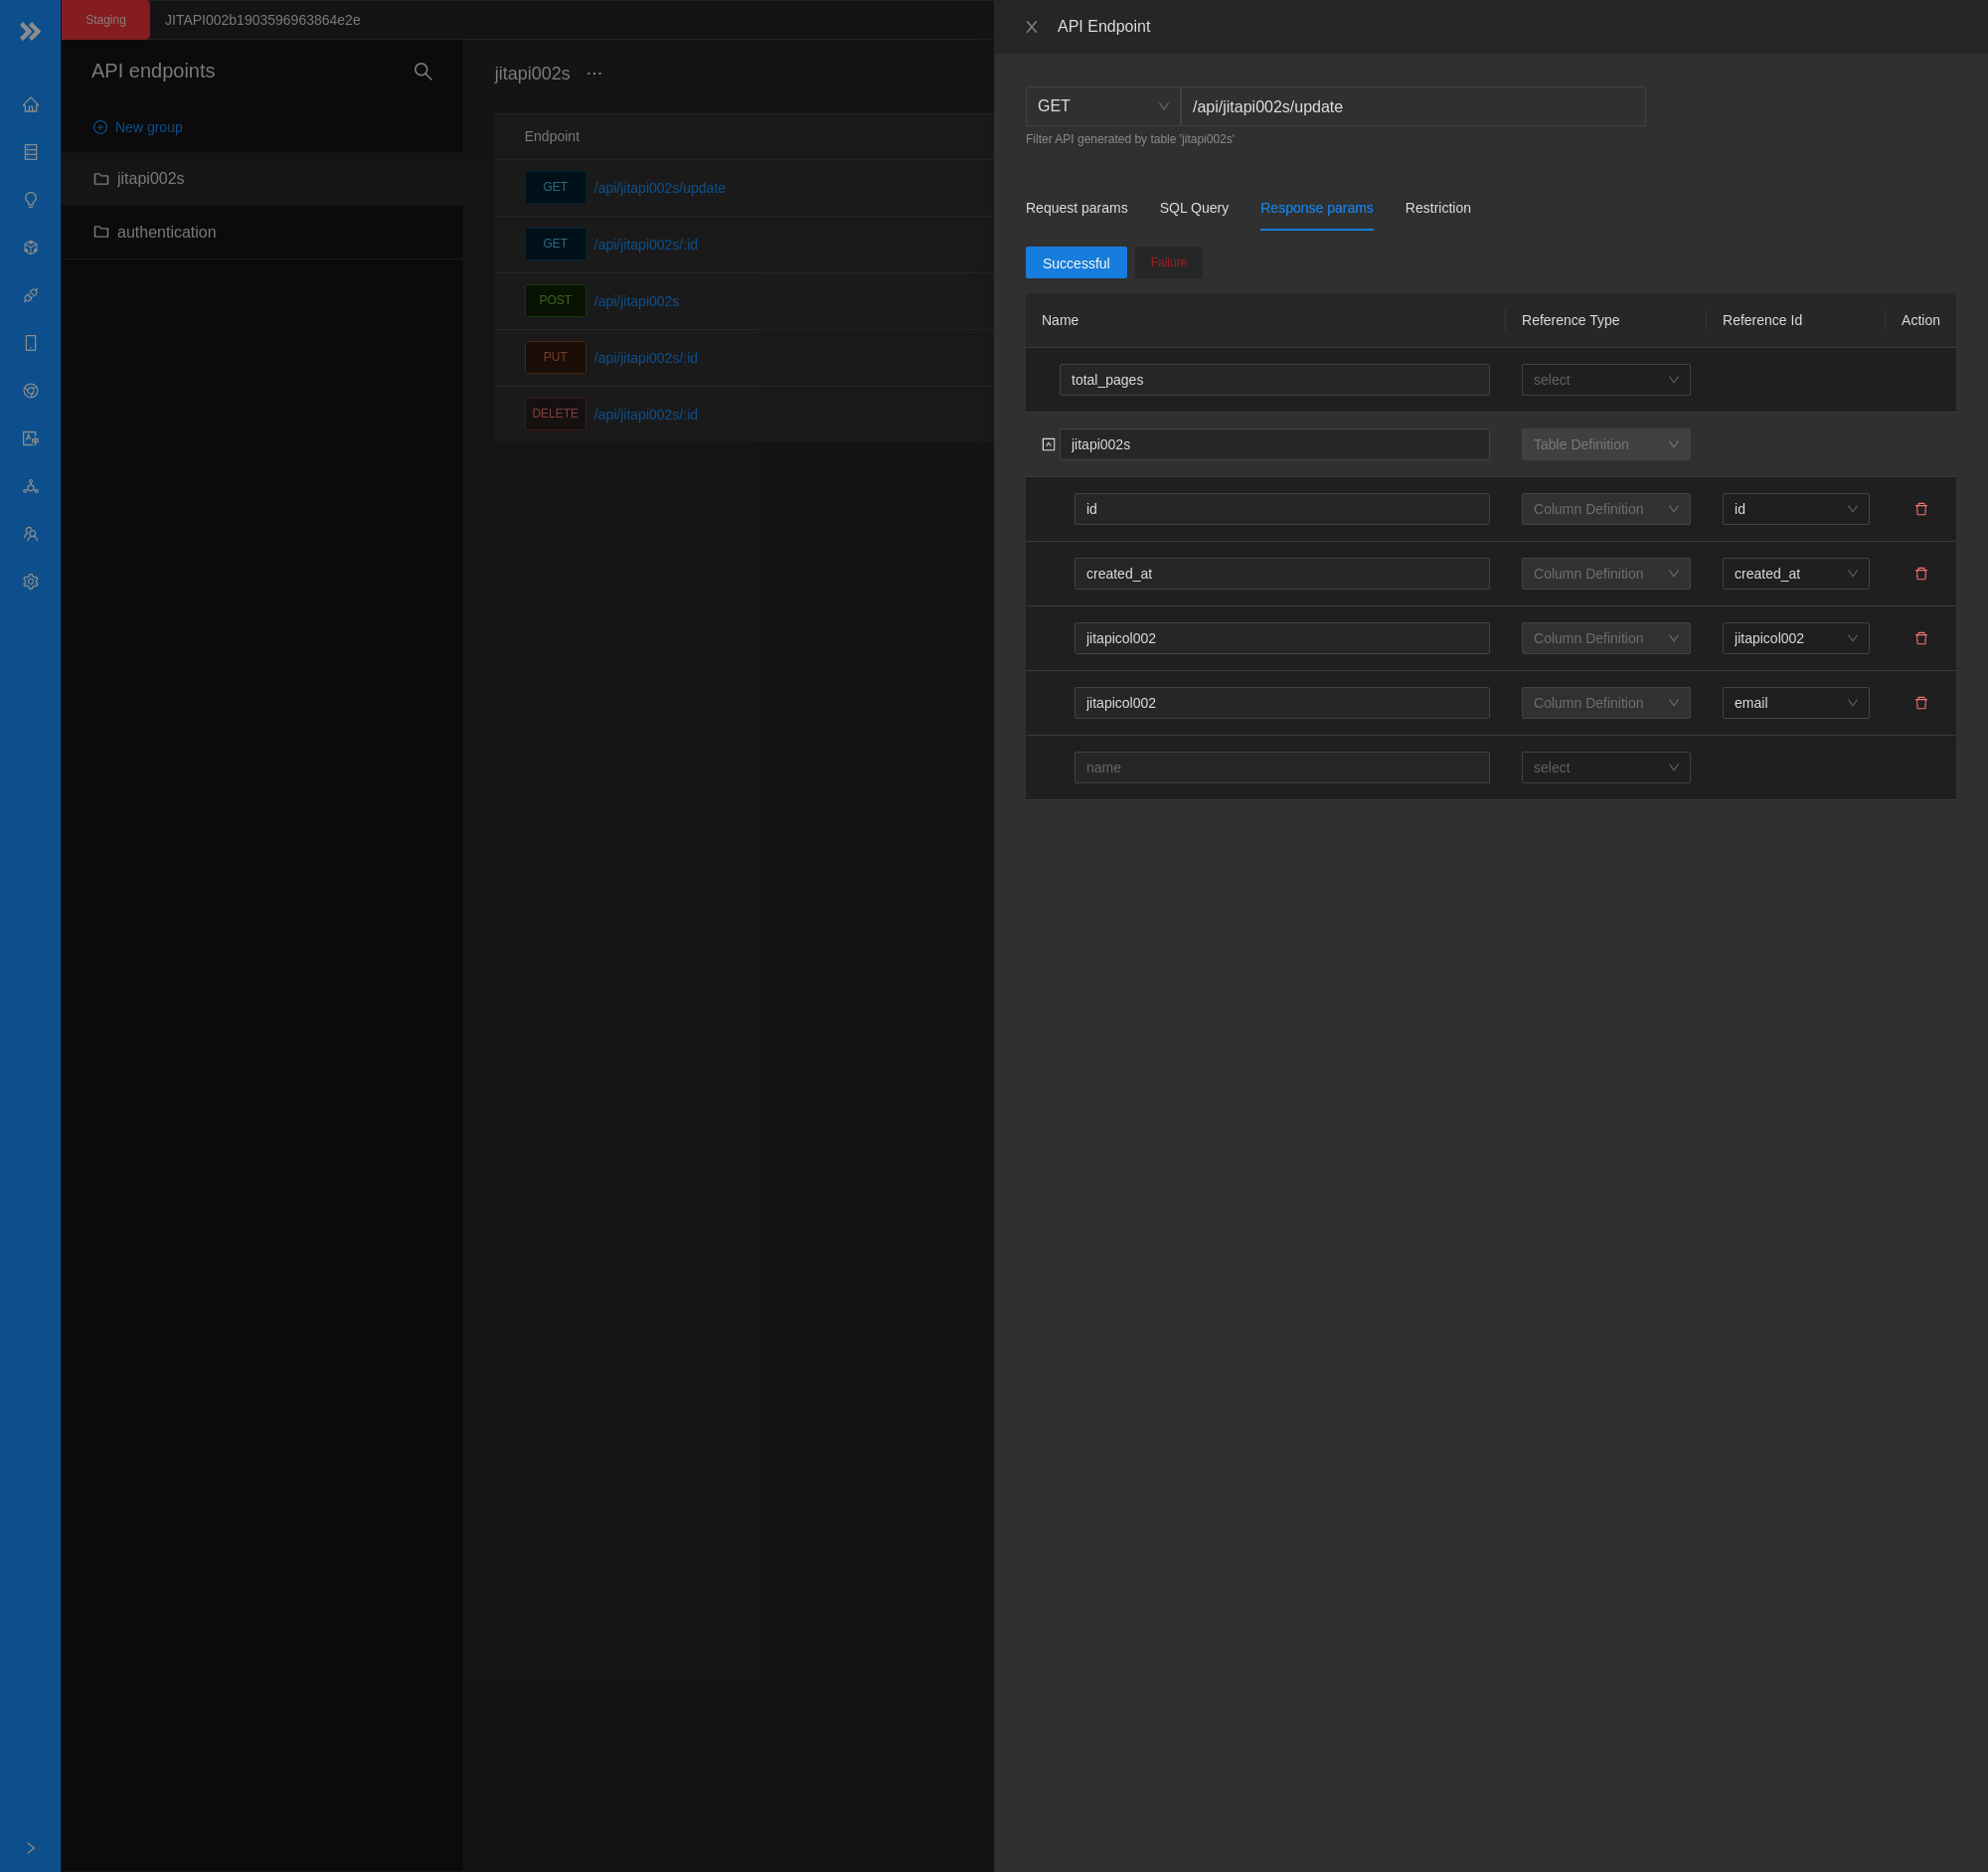 Staging JITAPI002b1903596963864e2e
API endpoints
New group
jitapi002s
authentication
jitapi002s ···
Endpoint
GET /api/jitapi002s/update
GET /api/jitapi002s/:id
POST /api/jitapi002s
PUT /api/jitapi002s/:id
DELETE /api/jitapi002s/:id
API Endpoint
GET /api/jitapi002s/update
Filter API generated by table 'jitapi002s'
Request params SQL Query Response params Restriction
Successful Failure
Name Reference Type Reference Id Action
total_pages select
jitapi002s Table Definition
id Column Definition id
created_at Column Definition created_at
jitapicol002 Column Definition jitapicol002
jitapicol002 Column Definition email
name select